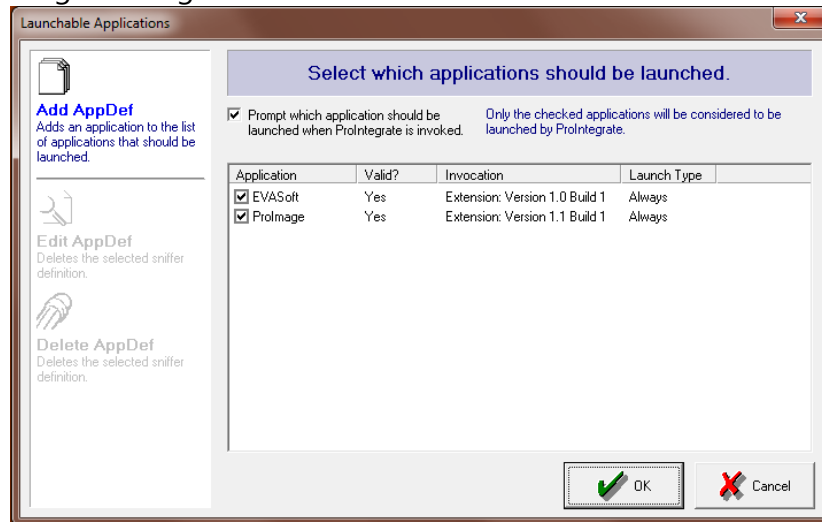 Launchable Applications
Add AppDef
Adds an application to the list
of applications that should be
launched.
Edit AppDef
Deletes the selected sniffer
definition.
Delete AppDef
Deletes the selected sniffer
definition.
Select which applications should be launched.
Prompt which application should be
launched when ProIntegrate is invoked.
Only the checked applications will be considered to be
launched by ProIntegrate.
Application Valid? Invocation Launch Type
EVASoft Yes Extension: Version 1.0 Build 1 Always
ProImage Yes Extension: Version 1.1 Build 1 Always
OK Cancel